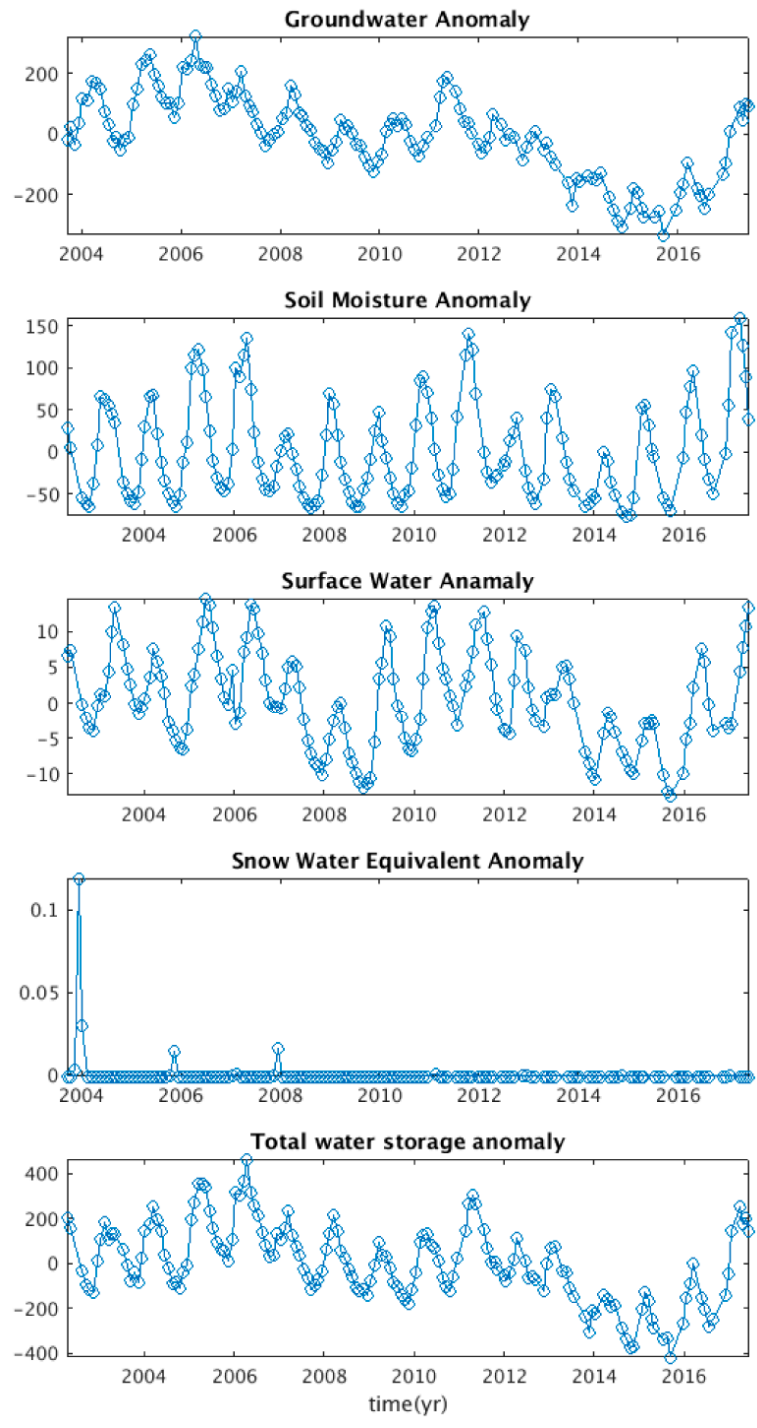 Groundwater Anomaly
200
0
-200
2004 2006 2008 2010 2012 2014 2016
Soil Moisture Anomaly
150
100
50
0
-50
2004 2006 2008 2010 2012 2014 2016
Surface Water Anamaly
10
5
0
-5
-10
2004 2006 2008 2010 2012 2014 2016
Snow Water Equivalent Anomaly
0.1
0.05
0
2004 2006 2008 2010 2012 2014 2016
Total water storage anomaly
400
200
0
-200
-400
2004 2006 2008 2010 2012 2014 2016
time(yr)